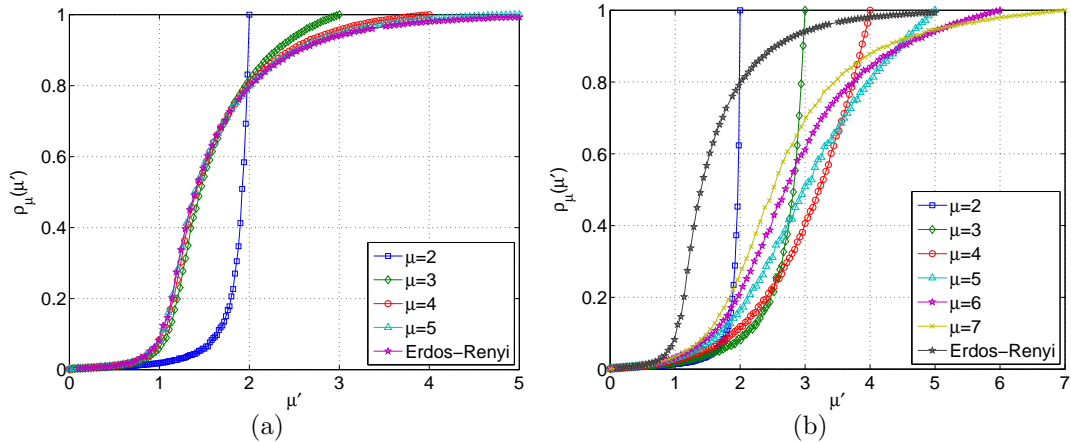 1
0.8
0.6
0.4
0.2
0
ρμ(μ′)
0 1 2 3 4 5
μ′
μ=2
μ=3
μ=4
μ=5
Erdos−Renyi
(a)
1
0.8
0.6
0.4
0.2
0
ρμ(μ′)
0 1 2 3 4 5 6 7
μ′
μ=2
μ=3
μ=4
μ=5
μ=6
μ=7
Erdos−Renyi
(b)